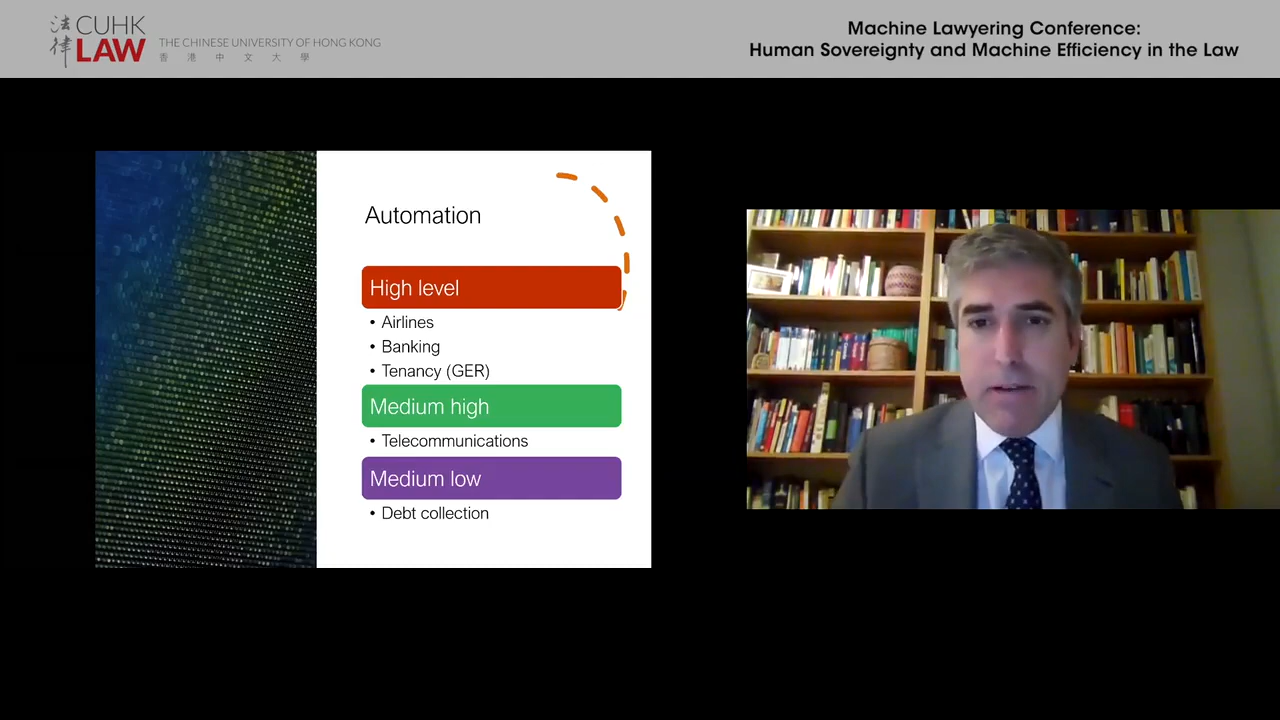 法律
CUHK
LAW
THE CHINESE UNIVERSITY OF HONG KONG
香港中文大學
Machine Lawyering Conference:
Human Sovereignty and Machine Efficiency in the Law
Automation
High level
• Airlines
• Banking
• Tenancy (GER)
Medium high
• Telecommunications
Medium low
• Debt collection